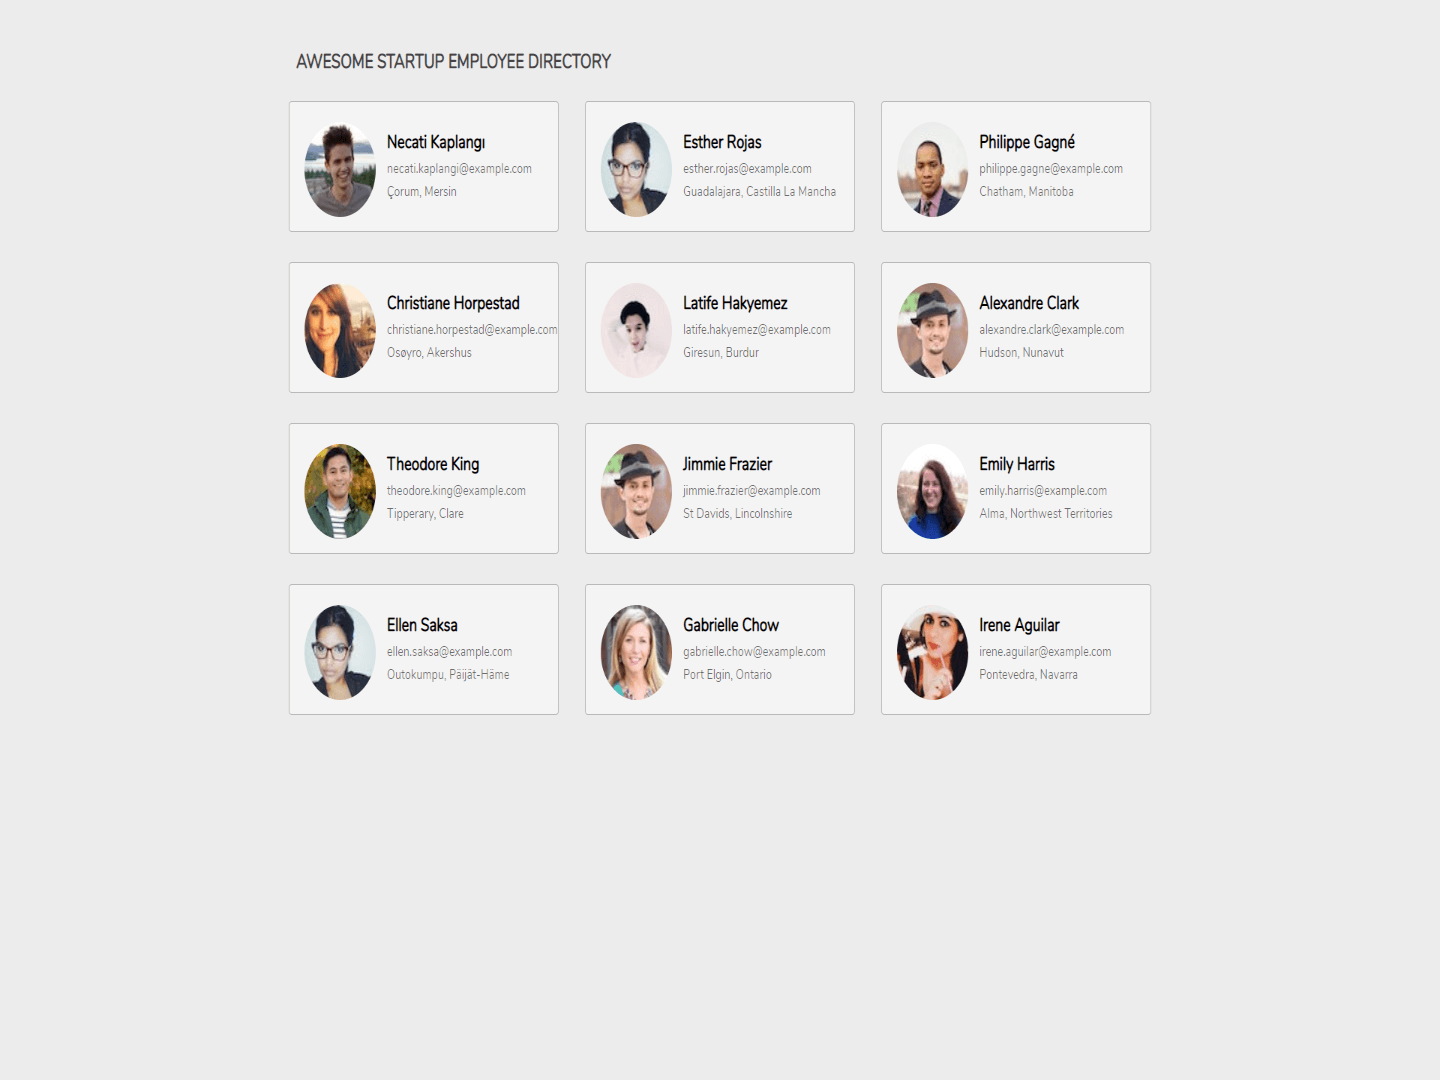 AWESOME STARTUP EMPLOYEE DIRECTORY
Necati Kaplangı
necati.kaplangi@example.com
Çorum, Mersin
Esther Rojas
esther.rojas@example.com
Guadalajara, Castilla La Mancha
Philippe Gagné
philippe.gagne@example.com
Chatham, Manitoba
Christiane Horpestad
christiane.horpestad@example.com
Osøyro, Akershus
Latife Hakyemez
latife.hakyemez@example.com
Giresun, Burdur
Alexandre Clark
alexandre.clark@example.com
Hudson, Nunavut
Theodore King
theodore.king@example.com
Tipperary, Clare
Jimmie Frazier
jimmie.frazier@example.com
St Davids, Lincolnshire
Emily Harris
emily.harris@example.com
Alma, Northwest Territories
Ellen Saksa
ellen.saksa@example.com
Outokumpu, Päijät-Häme
Gabrielle Chow
gabrielle.chow@example.com
Port Elgin, Ontario
Irene Aguilar
irene.aguilar@example.com
Pontevedra, Navarra